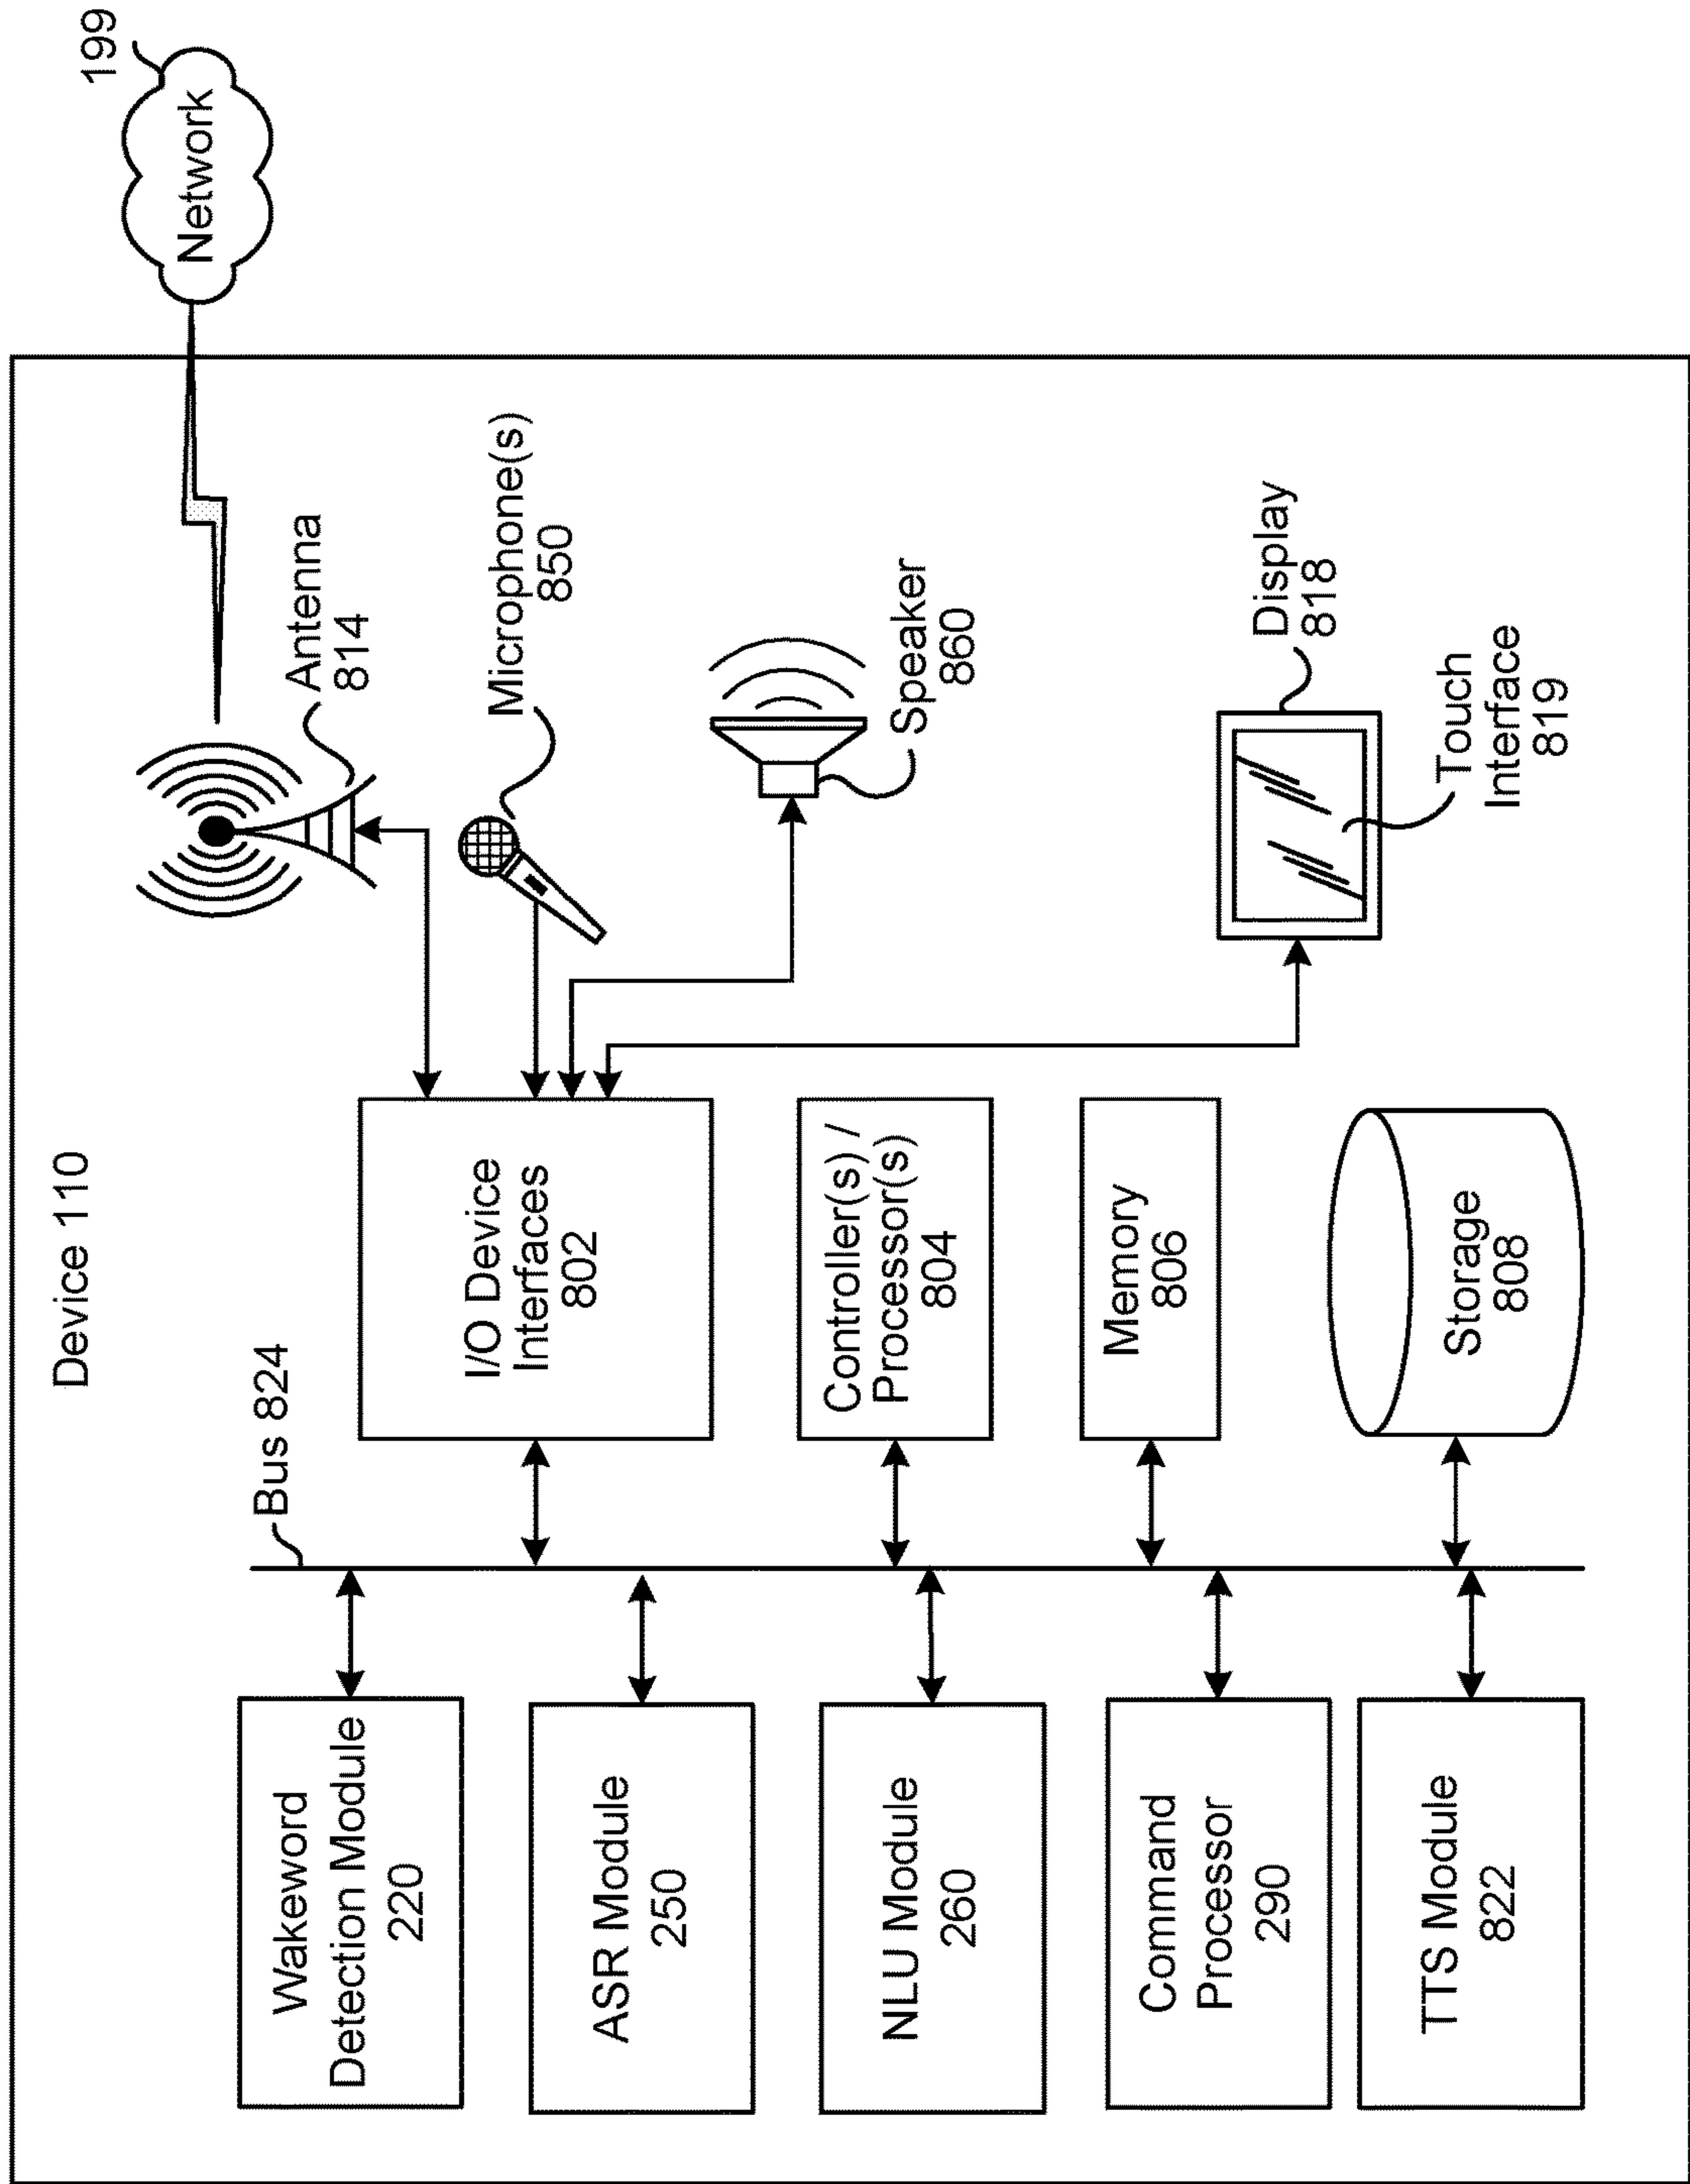 Device 110
Bus 824
Wakeword
Detection Module
220
ASR Module
250
NLU Module
260
Command
Processor
290
TTS Module
822
I/O Device
Interfaces
802
Controller(s) /
Processor(s)
804
Memory
806
Storage
808
Antenna
814
Microphone(s)
850
Speaker
860
Display
818
Touch
Interface
819
Network
199